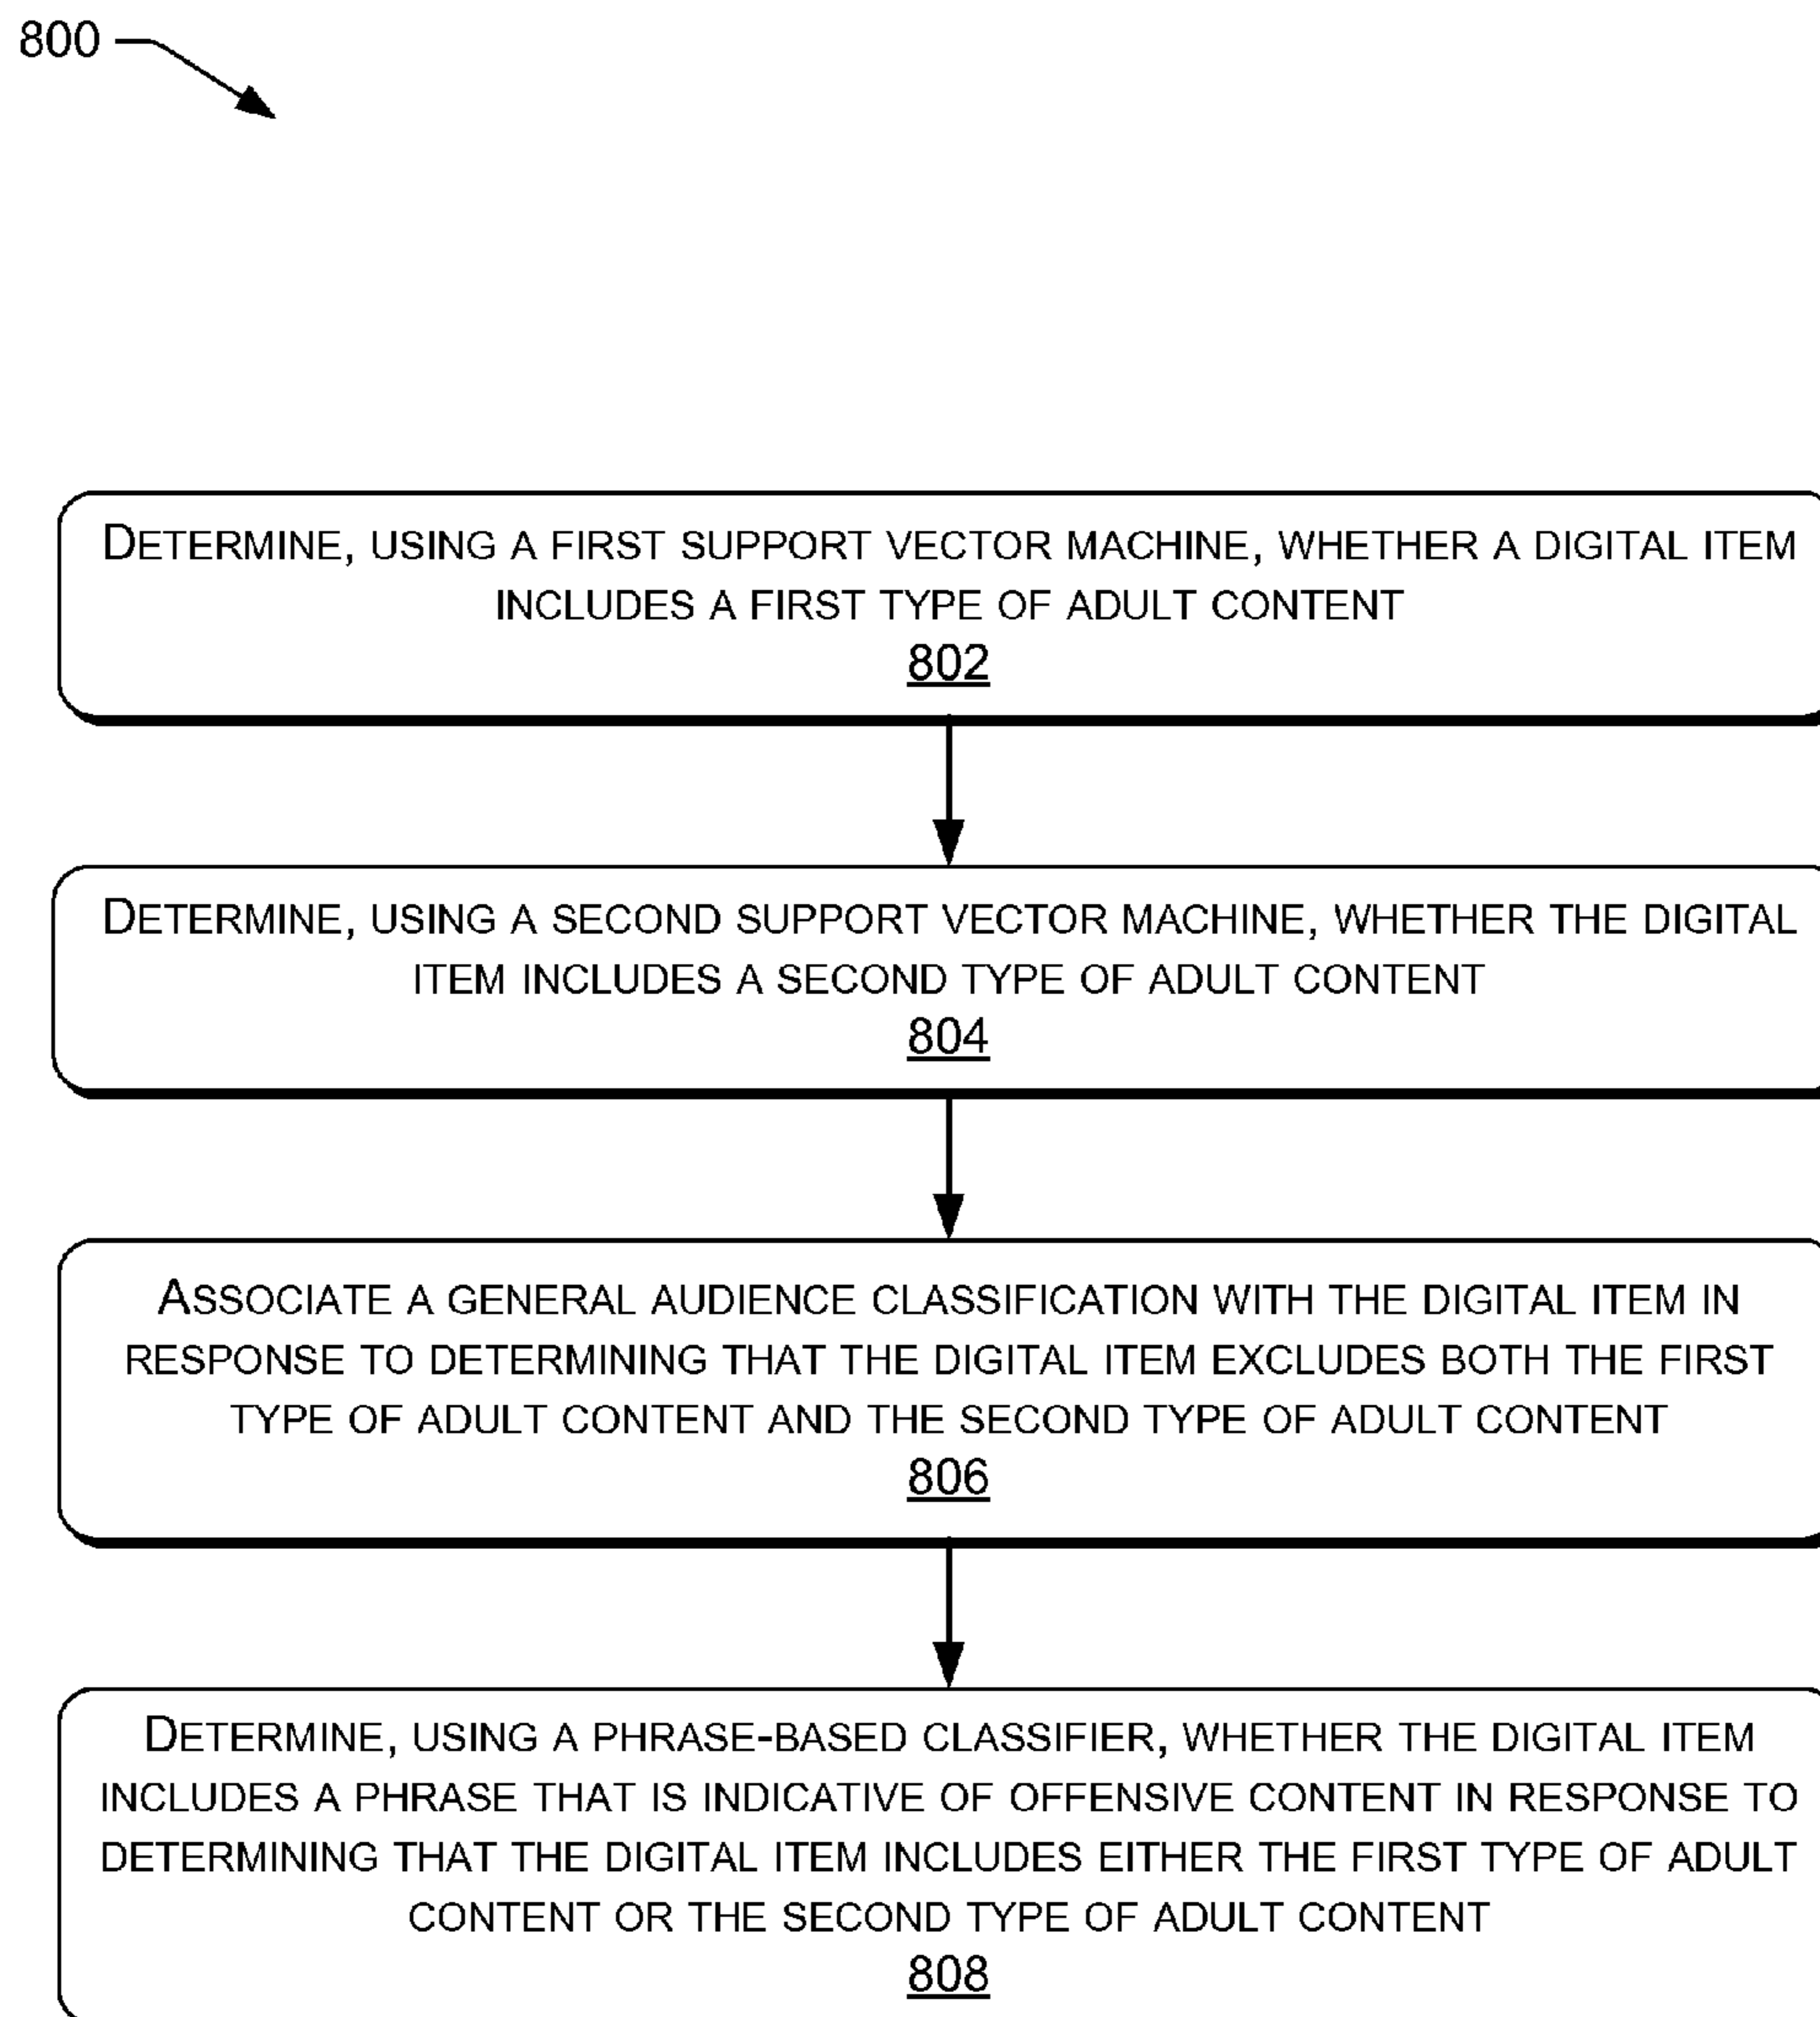 800
DETERMINE, USING A FIRST SUPPORT VECTOR MACHINE, WHETHER A DIGITAL ITEM
INCLUDES A FIRST TYPE OF ADULT CONTENT
802
DETERMINE, USING A SECOND SUPPORT VECTOR MACHINE, WHETHER THE DIGITAL
ITEM INCLUDES A SECOND TYPE OF ADULT CONTENT
804
ASSOCIATE A GENERAL AUDIENCE CLASSIFICATION WITH THE DIGITAL ITEM IN
RESPONSE TO DETERMINING THAT THE DIGITAL ITEM EXCLUDES BOTH THE FIRST
TYPE OF ADULT CONTENT AND THE SECOND TYPE OF ADULT CONTENT
806
DETERMINE, USING A PHRASE-BASED CLASSIFIER, WHETHER THE DIGITAL ITEM
INCLUDES A PHRASE THAT IS INDICATIVE OF OFFENSIVE CONTENT IN RESPONSE TO
DETERMINING THAT THE DIGITAL ITEM INCLUDES EITHER THE FIRST TYPE OF ADULT
CONTENT OR THE SECOND TYPE OF ADULT CONTENT
808